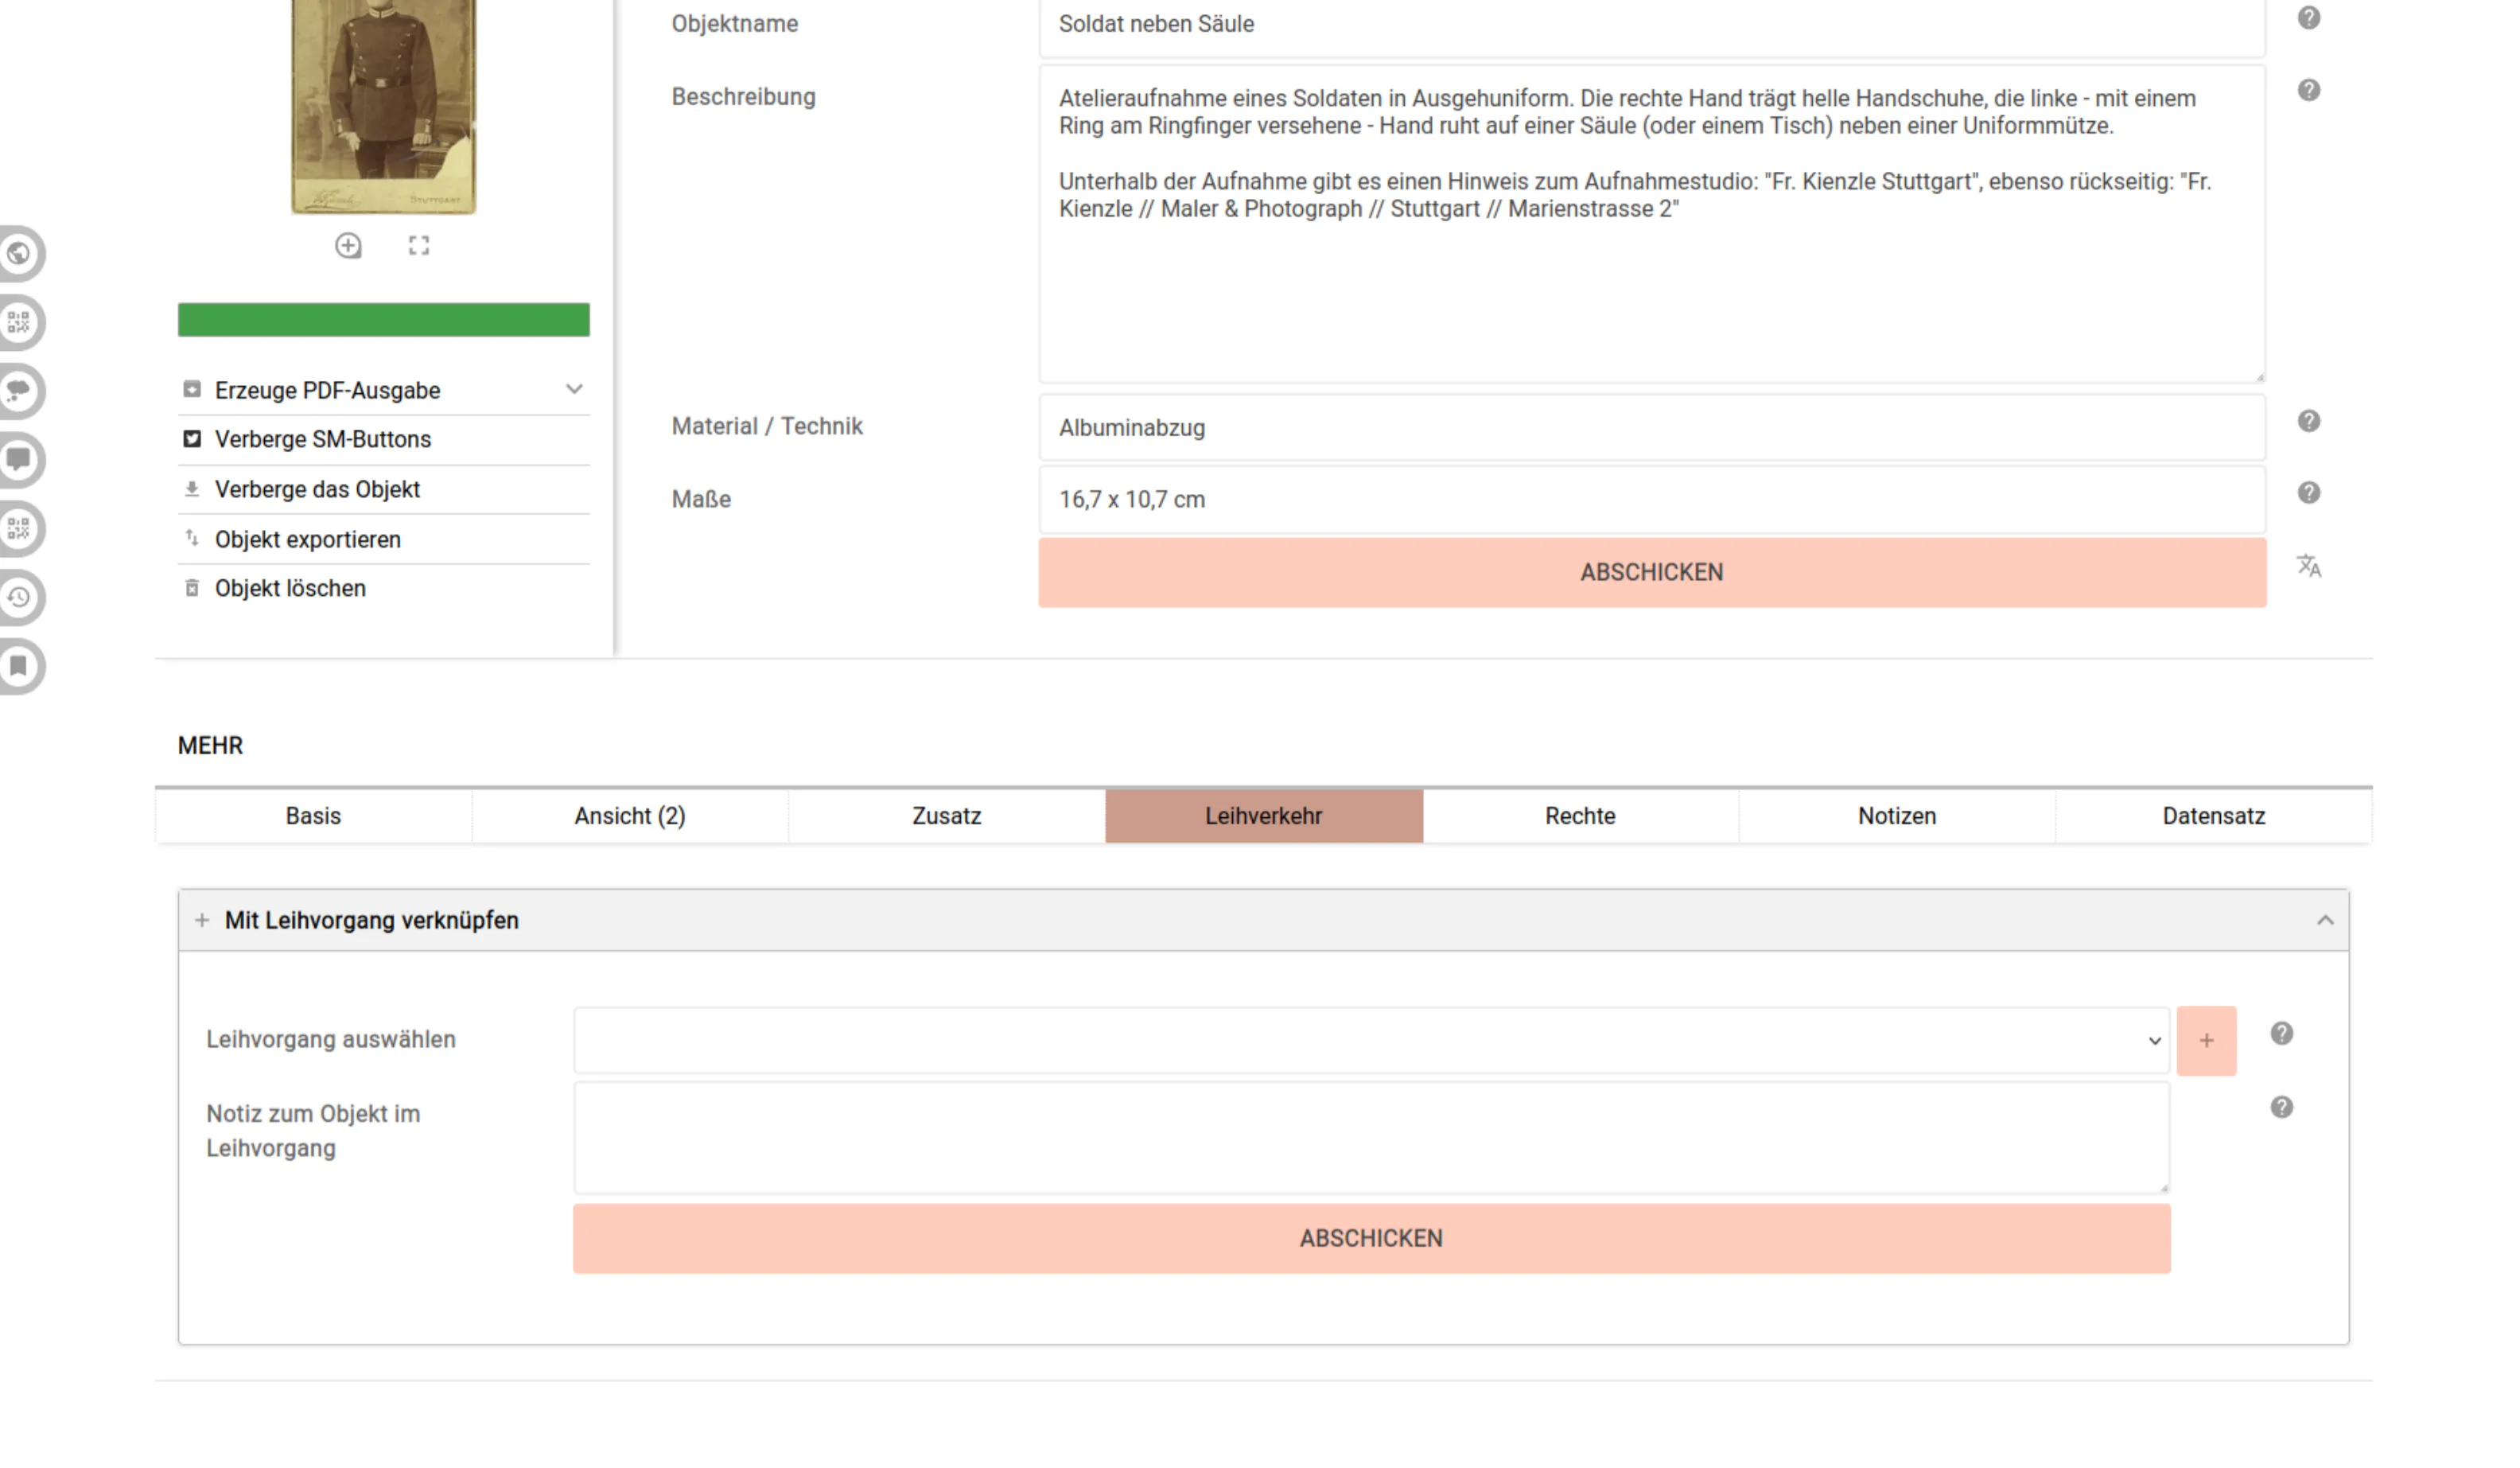 Objektname
Soldat neben Säule
Beschreibung
Atelieraufnahme eines Soldaten in Ausgehuniform. Die rechte Hand trägt helle Handschuhe, die linke - mit einem
Ring am Ringfinger versehene - Hand ruht auf einer Säule (oder einem Tisch) neben einer Uniformmütze.
Unterhalb der Aufnahme gibt es einen Hinweis zum Aufnahmestudio: "Fr. Kienzle Stuttgart", ebenso rückseitig: "Fr.
Kienzle // Maler & Photograph // Stuttgart // Marienstrasse 2"
STUTTGART
Erzeuge PDF-Ausgabe
Verberge SM-Buttons
Verberge das Objekt
Objekt exportieren
Objekt löschen
Material / Technik
Albuminabzug
Maße
16,7 x 10,7 cm
ABSCHICKEN
MEHR
Basis
Ansicht (2)
Zusatz
Leihverkehr
Rechte
Notizen
Datensatz
+ Mit Leihvorgang verknüpfen
Leihvorgang auswählen
+
Notiz zum Objekt im
Leihvorgang
ABSCHICKEN